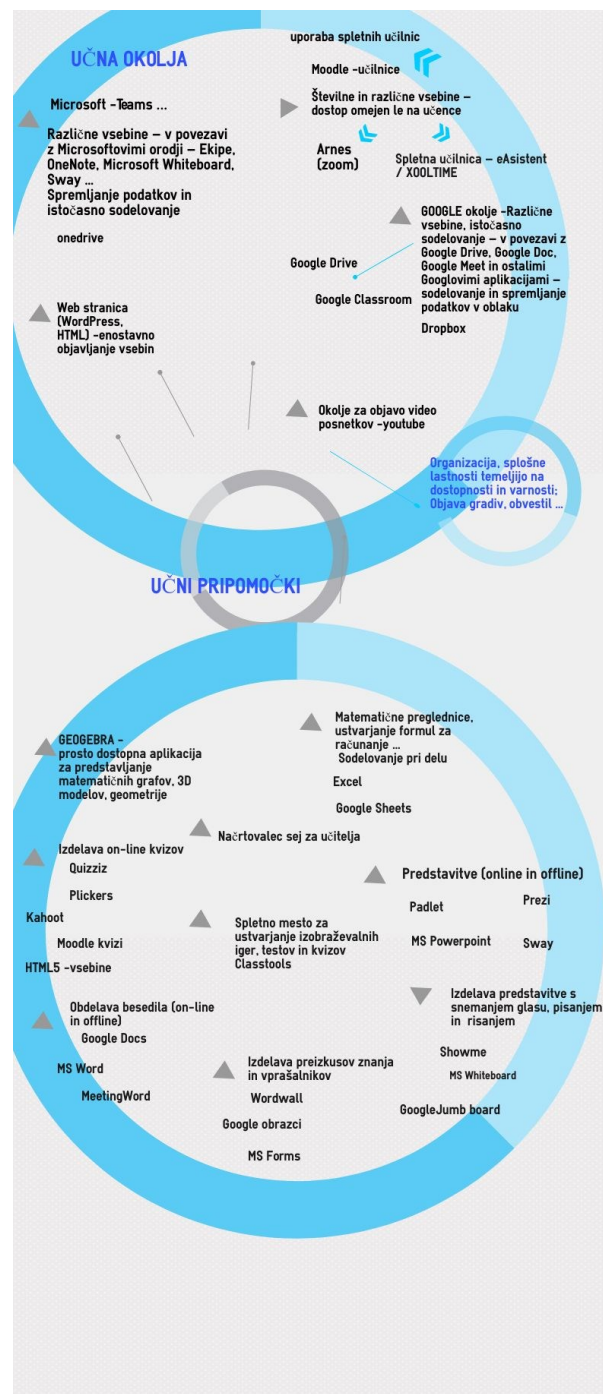 UČNA OKOLJA
Microsoft -Teams ...
Različne vsebine – v povezavi
z Microsoftovimi orodji – Ekipe,
OneNote, Microsoft Whiteboard,
Sway ...
Spremljanje podatkov in
istočasno sodelovanje
onedrive
Web stranica
(WordPress,
HTML) -enostavno
objavljanje vsebin
uporaba spletnih učilnic
Moodle -učilnice
Številne in različne vsebine –
dostop omejen le na učence
Arnes
(zoom)
Spletna učilnica – eAsistent
/ XOOLTIME
GOOGLE okolje -Različne
vsebine, istočasno
sodelovanje – v povezavi z
Google Drive, Google Doc,
Google Meet in ostalimi
Googlovimi aplikacijami –
sodelovanje in spremljanje
podatkov v oblaku
Google Drive
Google Classroom
Dropbox
Okolje za objavo video
posnetkov -youtube
Organizacija, splošne
lastnosti temeljijo na
dostopnosti in varnosti;
Objava gradiv, obvestil ...
UČNI PRIPOMOČKI
GEOGEBRA -
prosto dostopna aplikacija
za predstavljanje
matematičnih grafov, 3D
modelov, geometrije
Matematične preglednice,
ustvarjanje formul za
računanje ...
Sodelovanje pri delu
Excel
Google Sheets
Načrtovalec sej za učitelja
Izdelava on-line kvizov
Quizziz
Plickers
Kahoot
Moodle kvizi
HTML5 -vsebine
Spletno mesto za
ustvarjanje izobraževalnih
iger, testov in kvizov
Classtools
Predstavitve (online in offline)
Padlet
Prezi
MS Powerpoint
Sway
Izdelava predstavitve s
snemanjem glasu, pisanjem
in risanjem
Showme
MS Whiteboard
GoogleJumb board
Obdelava besedila (on-line
in offline)
Google Docs
MS Word
MeetingWord
Izdelava preizkusov znanja
in vprašalnikov
Wordwall
Google obrazci
MS Forms